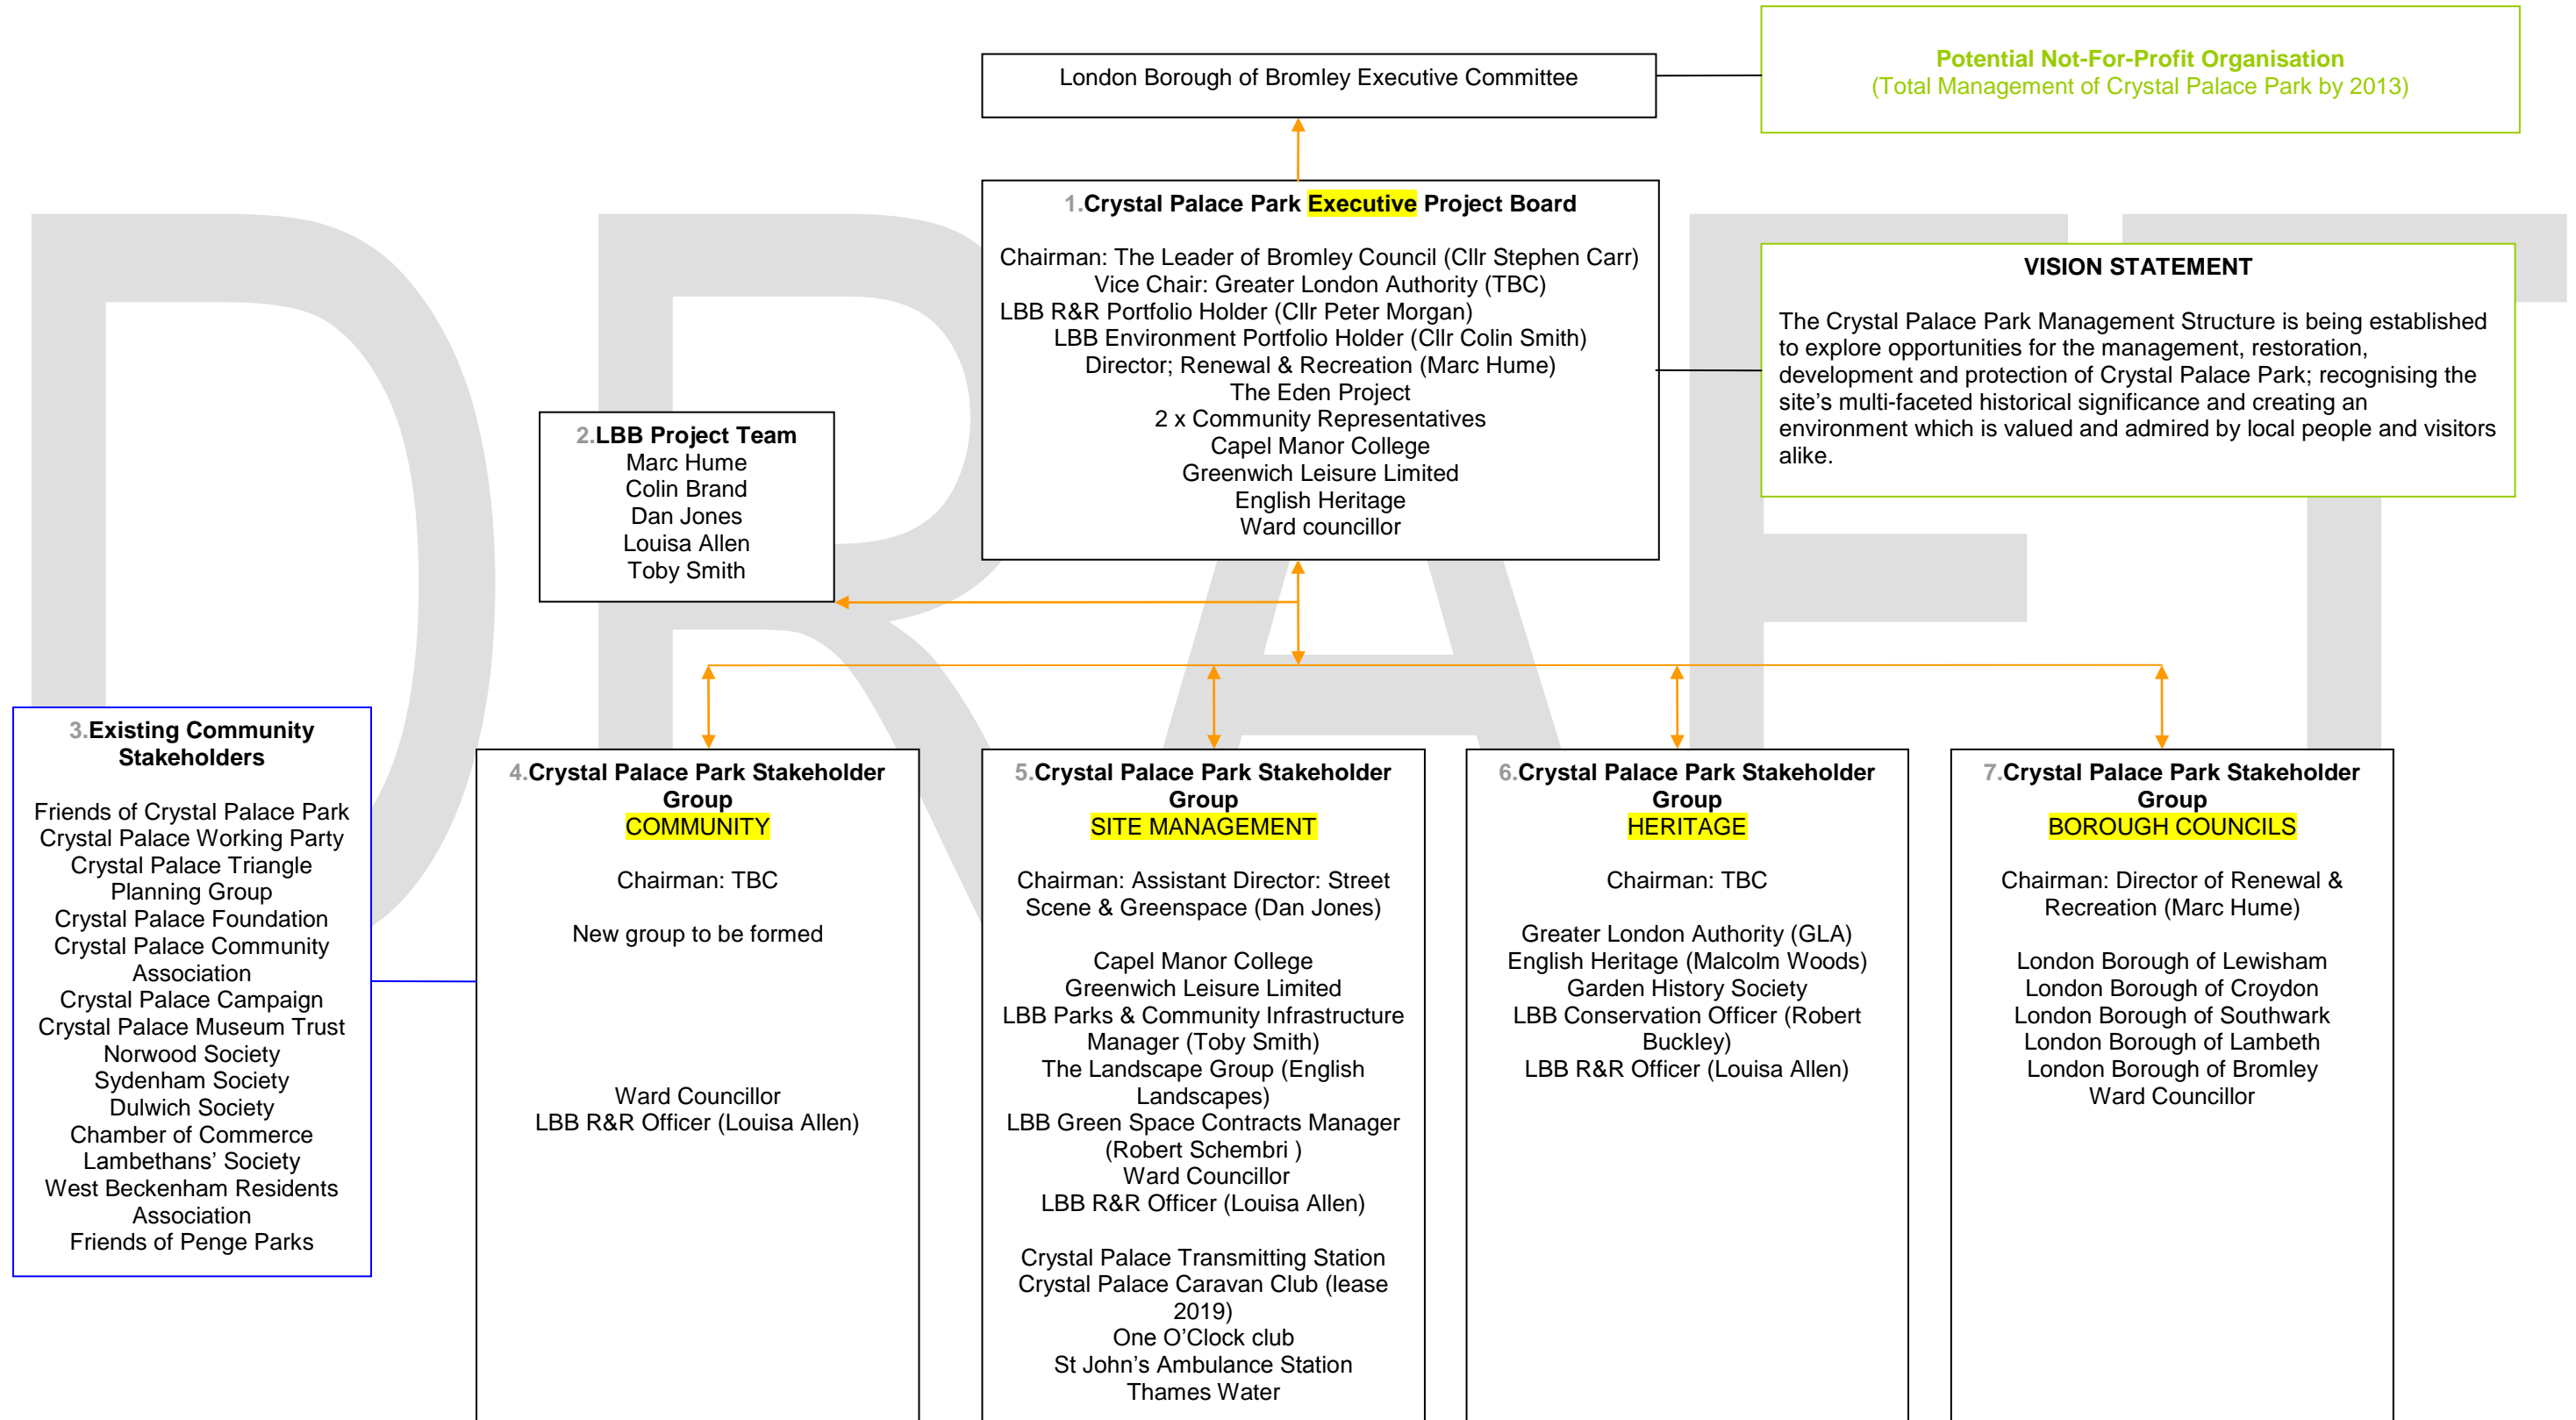 London Borough of Bromley Executive Committee
Potential Not-For-Profit Organisation
(Total Management of Crystal Palace Park by 2013)
1.Crystal Palace Park Executive Project Board
Chairman: The Leader of Bromley Council (Cllr Stephen Carr)
Vice Chair: Greater London Authority (TBC)
LBB R&R Portfolio Holder (Cllr Peter Morgan)
LBB Environment Portfolio Holder (Cllr Colin Smith)
Director; Renewal & Recreation (Marc Hume)
The Eden Project
2 x Community Representatives
Capel Manor College
Greenwich Leisure Limited
English Heritage
Ward councillor
VISION STATEMENT
The Crystal Palace Park Management Structure is being established
to explore opportunities for the management, restoration,
development and protection of Crystal Palace Park; recognising the
site’s multi-faceted historical significance and creating an
environment which is valued and admired by local people and visitors
alike.
2.LBB Project Team
Marc Hume
Colin Brand
Dan Jones
Louisa Allen
Toby Smith
3.Existing Community
Stakeholders
Friends of Crystal Palace Park
Crystal Palace Working Party
Crystal Palace Triangle
Planning Group
Crystal Palace Foundation
Crystal Palace Community
Association
Crystal Palace Campaign
Crystal Palace Museum Trust
Norwood Society
Sydenham Society
Dulwich Society
Chamber of Commerce
Lambethans’ Society
West Beckenham Residents
Association
Friends of Penge Parks
4.Crystal Palace Park Stakeholder
Group
COMMUNITY
Chairman: TBC
New group to be formed
Ward Councillor
LBB R&R Officer (Louisa Allen)
5.Crystal Palace Park Stakeholder
Group
SITE MANAGEMENT
Chairman: Assistant Director: Street
Scene & Greenspace (Dan Jones)
Capel Manor College
Greenwich Leisure Limited
LBB Parks & Community Infrastructure
Manager (Toby Smith)
The Landscape Group (English
Landscapes)
LBB Green Space Contracts Manager
(Robert Schembri )
Ward Councillor
LBB R&R Officer (Louisa Allen)
Crystal Palace Transmitting Station
Crystal Palace Caravan Club (lease
2019)
One O’Clock club
St John’s Ambulance Station
Thames Water
6.Crystal Palace Park Stakeholder
Group
HERITAGE
Chairman: TBC
Greater London Authority (GLA)
English Heritage (Malcolm Woods)
Garden History Society
LBB Conservation Officer (Robert
Buckley)
LBB R&R Officer (Louisa Allen)
7.Crystal Palace Park Stakeholder
Group
BOROUGH COUNCILS
Chairman: Director of Renewal &
Recreation (Marc Hume)
London Borough of Lewisham
London Borough of Croydon
London Borough of Southwark
London Borough of Lambeth
London Borough of Bromley
Ward Councillor
DRAFT